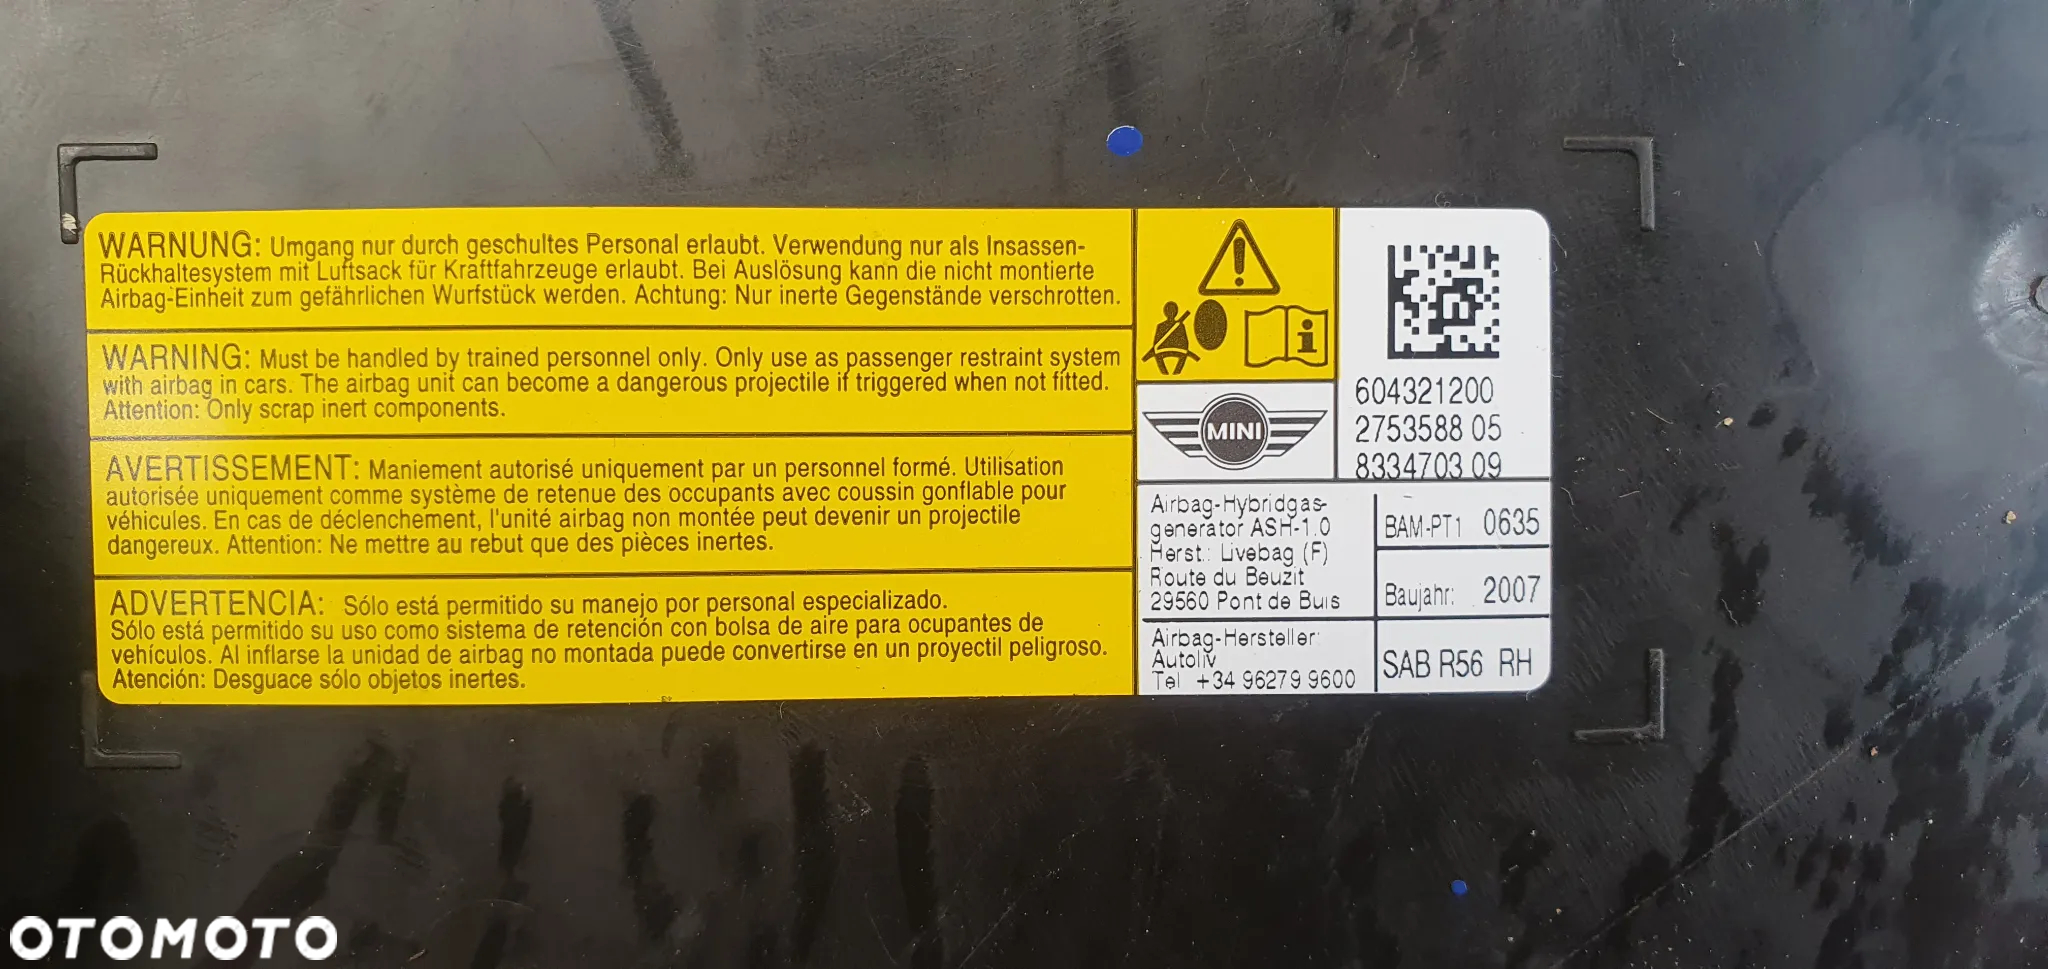 WARNUNG: Umgang nur durch geschultes Personal erlaubt. Verwendung nur als Insassen-
Rückhaltesystem mit Luftsack für Kraftfahrzeuge erlaubt. Bei Auslösung kann die nicht montierte
Airbag-Einheit zum gefährlichen Wurfstück werden. Achtung: Nur inerte Gegenstände verschrotten.
WARNING: Must be handled by trained personnel only. Only use as passenger restraint system
with airbag in cars. The airbag unit can become a dangerous projectile if triggered when not fitted.
Attention: Only scrap inert components.
AVERTISSEMENT: Maniement autorisé uniquement par un personnel formé. Utilisation
autorisée uniquement comme système de retenue des occupants avec coussin gonflable pour
véhicules. En cas de déclenchement, l'unité airbag non montée peut devenir un projectile
dangereux. Attention: Ne mettre au rebut que des pièces inertes.
ADVERTENCIA: Sólo está permitido su manejo por personal especializado.
Sólo está permitido su uso como sistema de retención con bolsa de aire para ocupantes de
vehículos. Al inflarse la unidad de airbag no montada puede convertirse en un proyectil peligroso.
Atención: Desguace sólo objetos inertes.
MINI
604321200
2753588 05
8334703 09
Airbag-Hybridgas-
generator ASH-1.0
Herst.: Livebag (F)
Route du Beuzit
29560 Pont de Buis
BAM-PT1 0635
Baujahr: 2007
Airbag-Hersteller:
Autoliv
Tel +34 96279 9600
SAB R56 RH
OTOMOTO